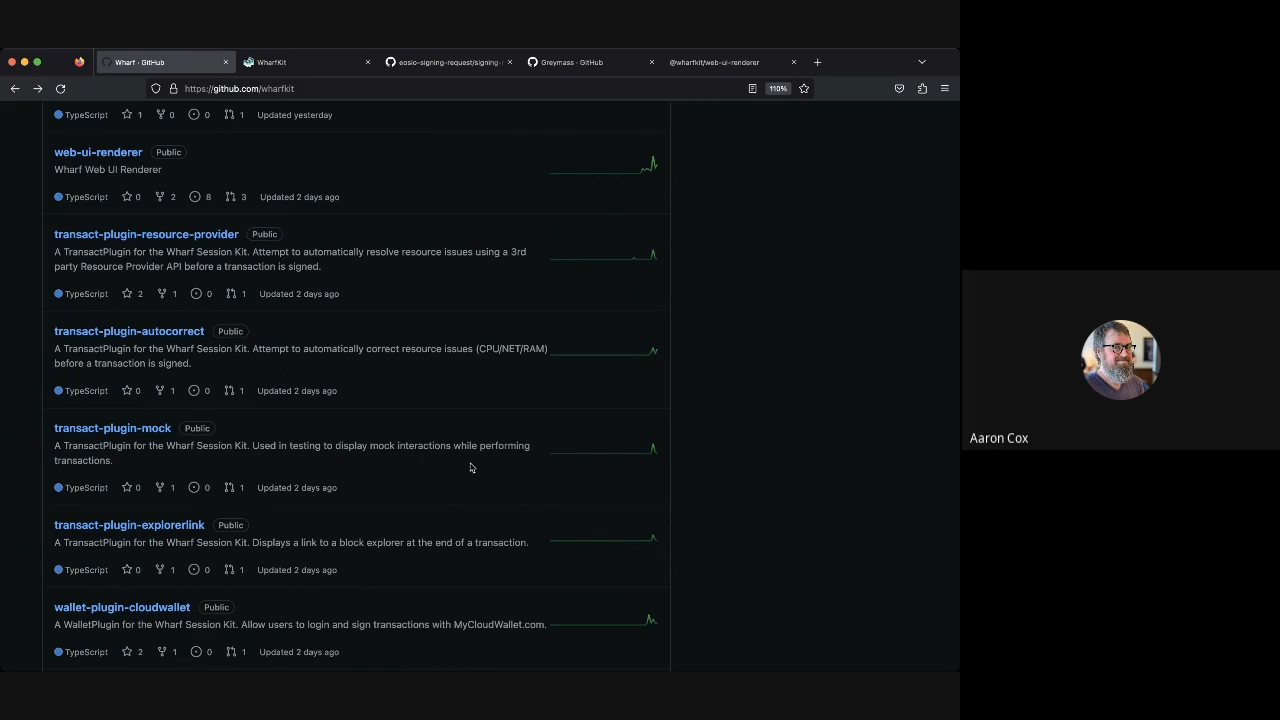 Wharf · GitHub
WharfKit
eosio-signing-request/signing-
Greymass · GitHub
@wharfkit/web-ui-renderer
https://github.com/wharfkit
110%
TypeScript 1 0 0 1 Updated yesterday
web-ui-renderer Public
Wharf Web UI Renderer
TypeScript 0 2 8 3 Updated 2 days ago
transact-plugin-resource-provider Public
A TransactPlugin for the Wharf Session Kit. Attempt to automatically resolve resource issues using a 3rd
party Resource Provider API before a transaction is signed.
TypeScript 2 1 0 1 Updated 2 days ago
transact-plugin-autocorrect Public
A TransactPlugin for the Wharf Session Kit. Attempt to automatically correct resource issues (CPU/NET/RAM)
before a transaction is signed.
TypeScript 0 1 0 1 Updated 2 days ago
transact-plugin-mock Public
A TransactPlugin for the Wharf Session Kit. Used in testing to display mock interactions while performing
transactions.
TypeScript 0 1 0 1 Updated 2 days ago
transact-plugin-explorerlink Public
A TransactPlugin for the Wharf Session Kit. Displays a link to a block explorer at the end of a transaction.
TypeScript 0 1 0 1 Updated 2 days ago
wallet-plugin-cloudwallet Public
A WalletPlugin for the Wharf Session Kit. Allow users to login and sign transactions with MyCloudWallet.com.
TypeScript 2 1 0 1 Updated 2 days ago
Aaron Cox